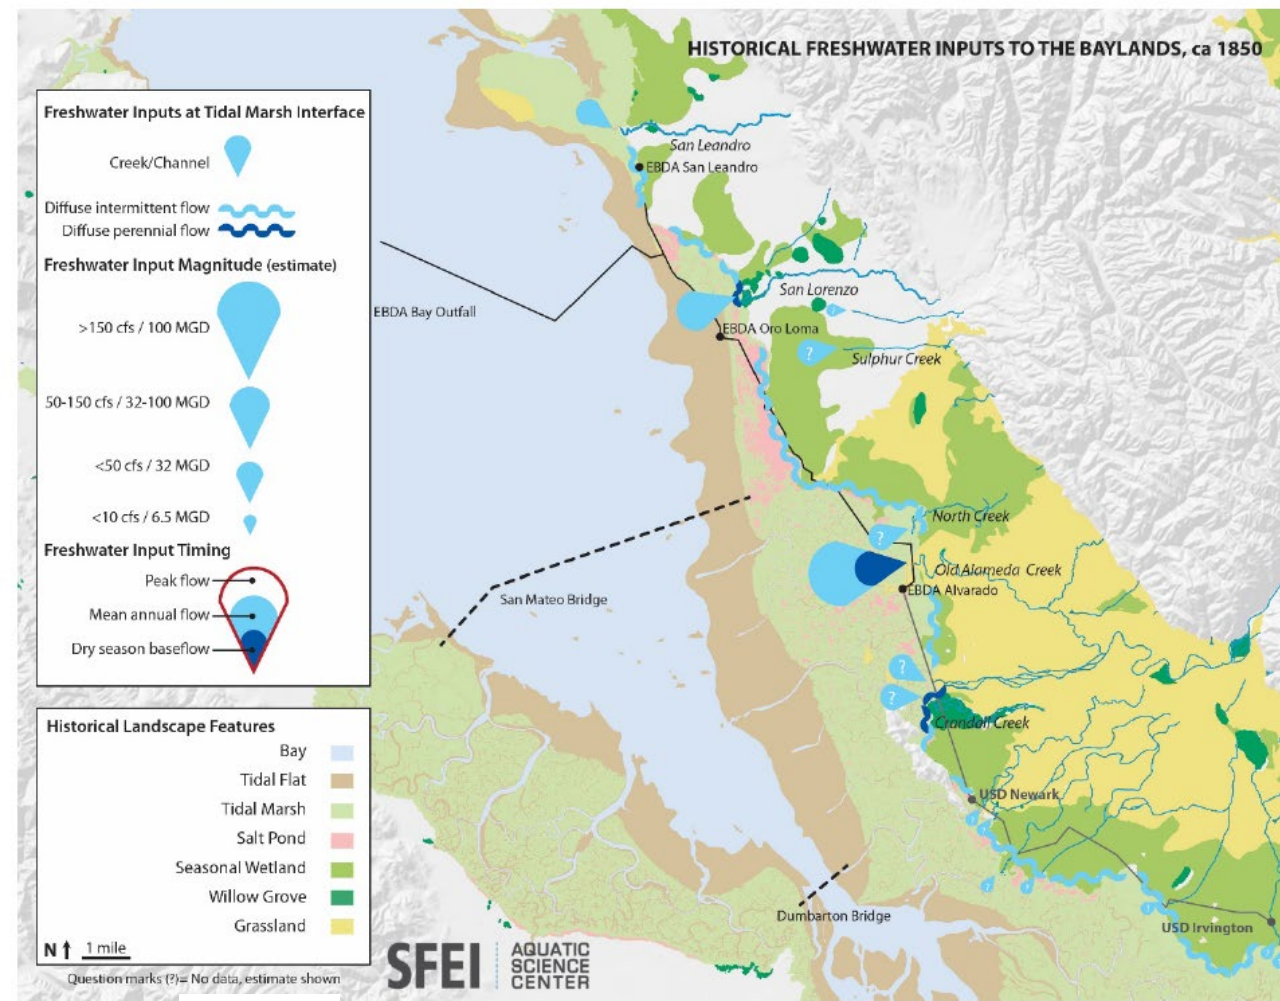 HISTORICAL FRESHWATER INPUTS TO THE BAYLANDS, ca 1850
Freshwater Inputs at Tidal Marsh Interface
Creek/Channel
Diffuse intermittent flow
Diffuse perennial flow
Freshwater Input Magnitude (estimate)
>150 cfs / 100 MGD
50-150 cfs / 32-100 MGD
<50 cfs / 32 MGD
<10 cfs / 6.5 MGD
Freshwater Input Timing
Peak flow
Mean annual flow
Dry season baseflow
San Leandro
EBDA San Leandro
EBDA Bay Outfall
San Lorenzo
?
EBDA Oro Loma
?
Sulphur Creek
North Creek
?
Old Alameda Creek
EBDA Alvarado
San Mateo Bridge
?
?
Crandall Creek
USD Newark
?
?
?
?
?
Dumbarton Bridge
USD Irvington
Historical Landscape Features
Bay
Tidal Flat
Tidal Marsh
Salt Pond
Seasonal Wetland
Willow Grove
Grassland
N 1 mile
Question marks (?)= No data, estimate shown
SFEI
AQUATIC
SCIENCE
CENTER